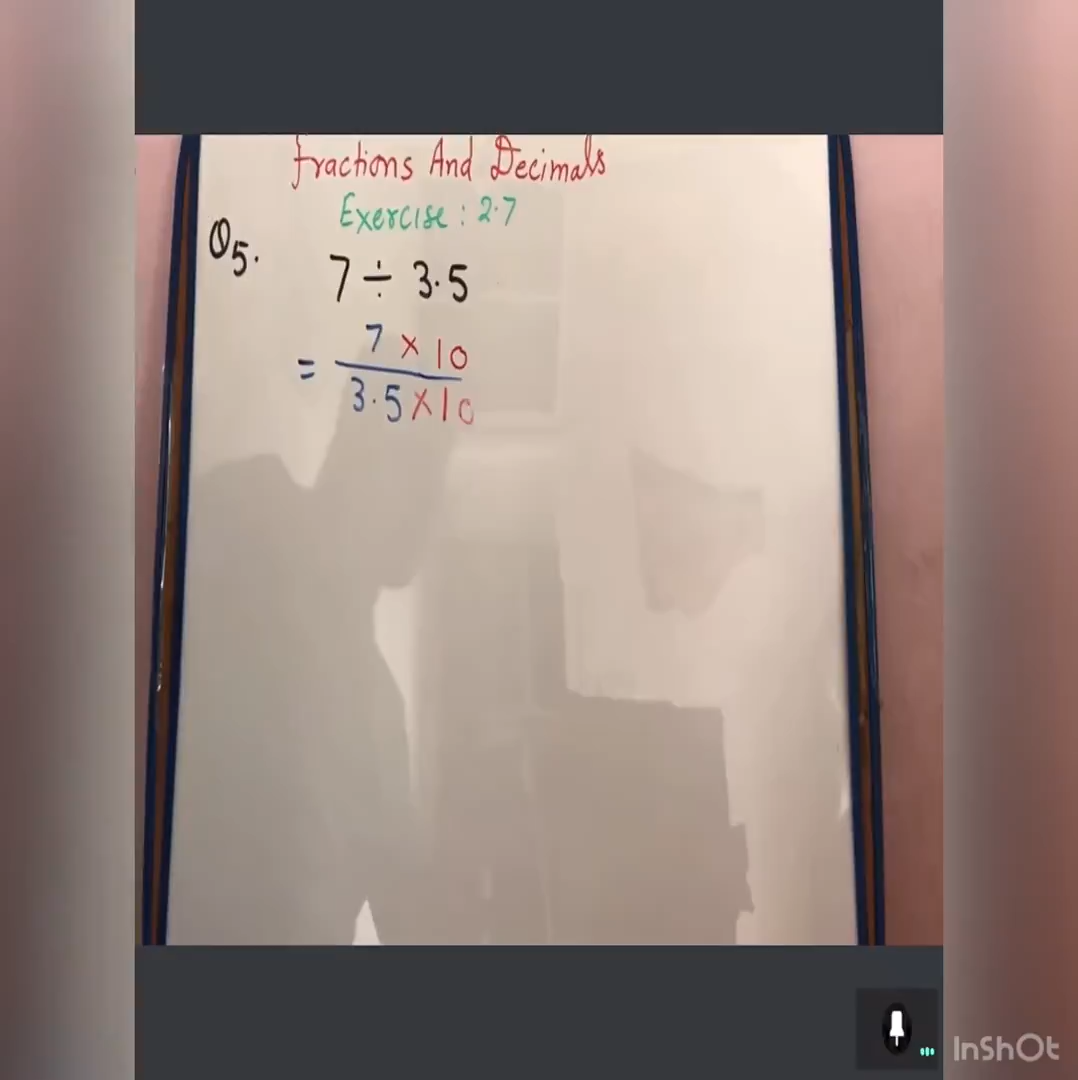 Fractions And Decimals
Exercise : 2.7
Q5. 7 ÷ 3.5
= 7 × 10
3.5 × 10
InShOt